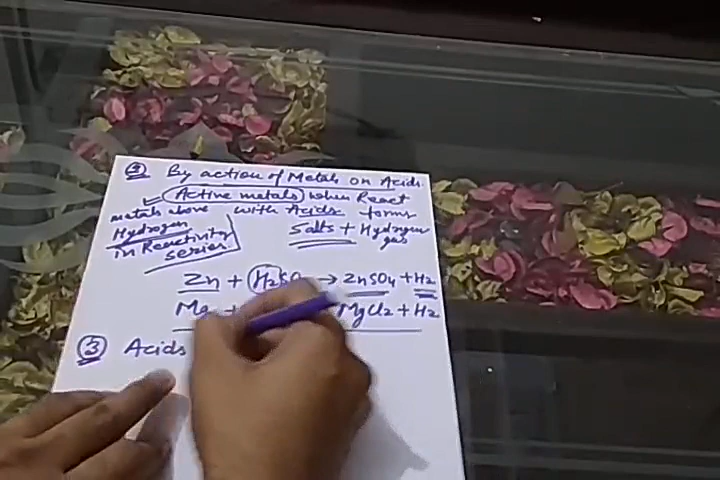 ② By action of Metals on Acids.
Active metals when React
metals above with Acids forms
Hydrogen Salts + Hydrogen
in Reactivity gas
series
Zn + H₂SO → ZnSO₄ + H₂
Mg + MgCl₂ + H₂
③ Acids